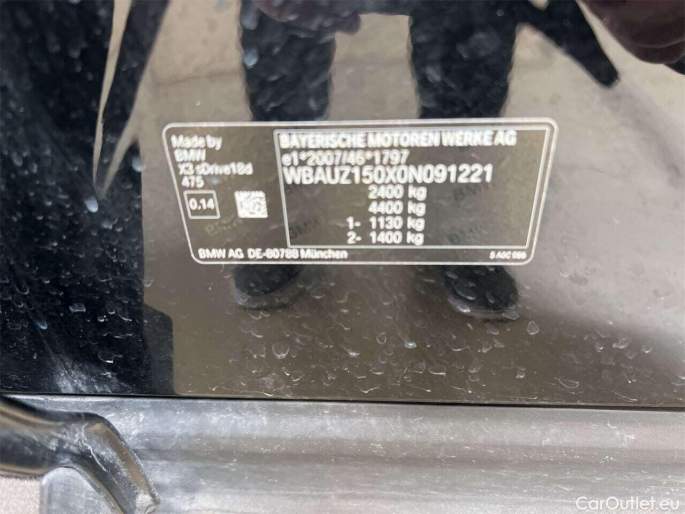 Made by
BMW
X3 sDrive18d
475
0.14
BMW AG DE-80788 München
BAYERISCHE MOTOREN WERKE AG
e1*2007/46*1797
WBAUZ150X0N091221
2400 kg
4400 kg
1- 1130 kg
2- 1400 kg
CarOutlet.eu